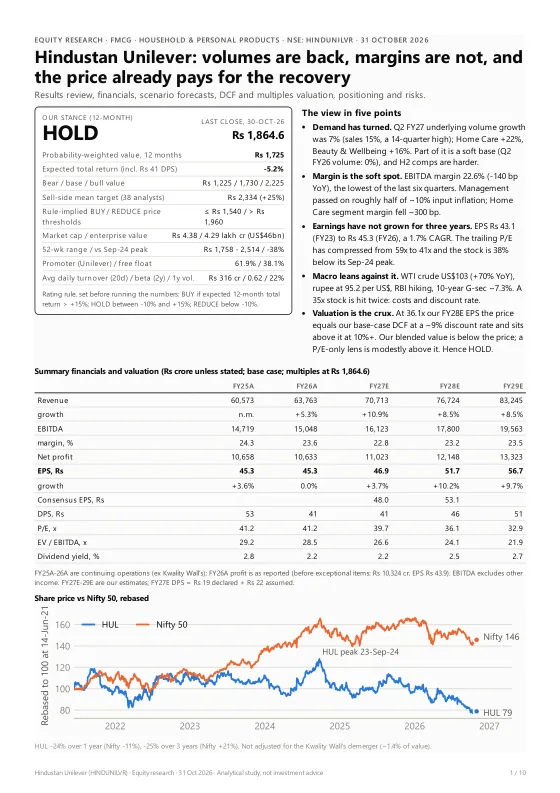 EQUITY RESEARCH · FMCG · HOUSEHOLD & PERSONAL PRODUCTS · NSE: HINDUNILVR · 31 OCTOBER 2026
Hindustan Unilever: volumes are back, margins are not, and
the price already pays for the recovery
Results review, financials, scenario forecasts, DCF and multiples valuation, positioning and risks.
OUR STANCE (12-MONTH)
HOLD
LAST CLOSE, 30-OCT-26
Rs 1,864.6
Probability-weighted value, 12 months Rs 1,725
Expected total return (incl. Rs 41 DPS) -5.2%
Bear / base / bull value Rs 1,225 / 1,730 / 2,225
Sell-side mean target (38 analysts) Rs 2,334 (+25%)
Rule-implied BUY / REDUCE price ≤ Rs 1,540 / > Rs
thresholds 1,960
Market cap / enterprise value Rs 4.38 / 4.29 lakh cr (US$46bn)
52-wk range / vs Sep-24 peak Rs 1,758 - 2,514 / -38%
Promoter (Unilever) / free float 61.9% / 38.1%
Avg daily turnover (20d) / beta (2y) / 1y vol. Rs 316 cr / 0.62 / 22%
Rating rule, set before running the numbers: BUY if expected 12-month total
return > +15%; HOLD between -10% and +15%; REDUCE below -10%.
The view in five points
• Demand has turned. Q2 FY27 underlying volume growth
was 7% (sales 15%, a 14-quarter high); Home Care +22%,
Beauty & Wellbeing +16%. Part of it is a soft base (Q2
FY26 volume: 0%), and H2 comps are harder.
• Margin is the soft spot. EBITDA margin 22.6% (-140 bp
YoY), the lowest of the last six quarters. Management
passed on roughly half of ~10% input inflation; Home
Care segment margin fell ~300 bp.
• Earnings have not grown for three years. EPS Rs 43.1
(FY23) to Rs 45.3 (FY26), a 1.7% CAGR. The trailing P/E
has compressed from 59x to 41x and the stock is 38%
below its Sep-24 peak.
• Macro leans against it. WTI crude US$103 (+70% YoY),
rupee at 95.2 per US$, RBI hiking, 10-year G-sec ~7.3%. A
35x stock is hit twice: costs and discount rate.
• Valuation is the crux. At 36.1x our FY28E EPS the price
equals our base-case DCF at a ~9% discount rate and sits
above it at 10%+. Our blended value is below the price; a
P/E-only lens is modestly above it. Hence HOLD.
Summary financials and valuation (Rs crore unless stated; base case; multiples at Rs 1,864.6)
FY25A FY26A FY27E FY28E FY29E
Revenue 60,573 63,763 70,713 76,724 83,245
growth n.m. +5.3% +10.9% +8.5% +8.5%
EBITDA 14,719 15,048 16,123 17,800 19,563
margin, % 24.3 23.6 22.8 23.2 23.5
Net profit 10,658 10,633 11,023 12,148 13,323
EPS, Rs 45.3 45.3 46.9 51.7 56.7
growth +3.6% 0.0% +3.7% +10.2% +9.7%
Consensus EPS, Rs 48.0 53.1
DPS, Rs 53 41 41 46 51
P/E, x 41.2 41.2 39.7 36.1 32.9
EV / EBITDA, x 29.2 28.5 26.6 24.1 21.9
Dividend yield, % 2.8 2.2 2.2 2.5 2.7
FY25A-26A are continuing operations (ex Kwality Wall's); FY26A profit is as reported (before exceptional items: Rs 10,324 cr, EPS Rs 43.9). EBITDA excludes other
income. FY27E-29E are our estimates; FY27E DPS = Rs 19 declared + Rs 22 assumed.
Share price vs Nifty 50, rebased
Rebased to 100 at 14-Jun-21
160
140
120
100
80
HUL
Nifty 50
HUL peak 23-Sep-24
Nifty 146
HUL 79
2022 2023 2024 2025 2026 2027
HUL -24% over 1 year (Nifty -11%), -25% over 3 years (Nifty +21%). Not adjusted for the Kwality Wall's demerger (~1.4% of value).
Hindustan Unilever (HINDUNILVR) · Equity research · 31 Oct 2026 · Analytical study, not investment advice 1 / 10